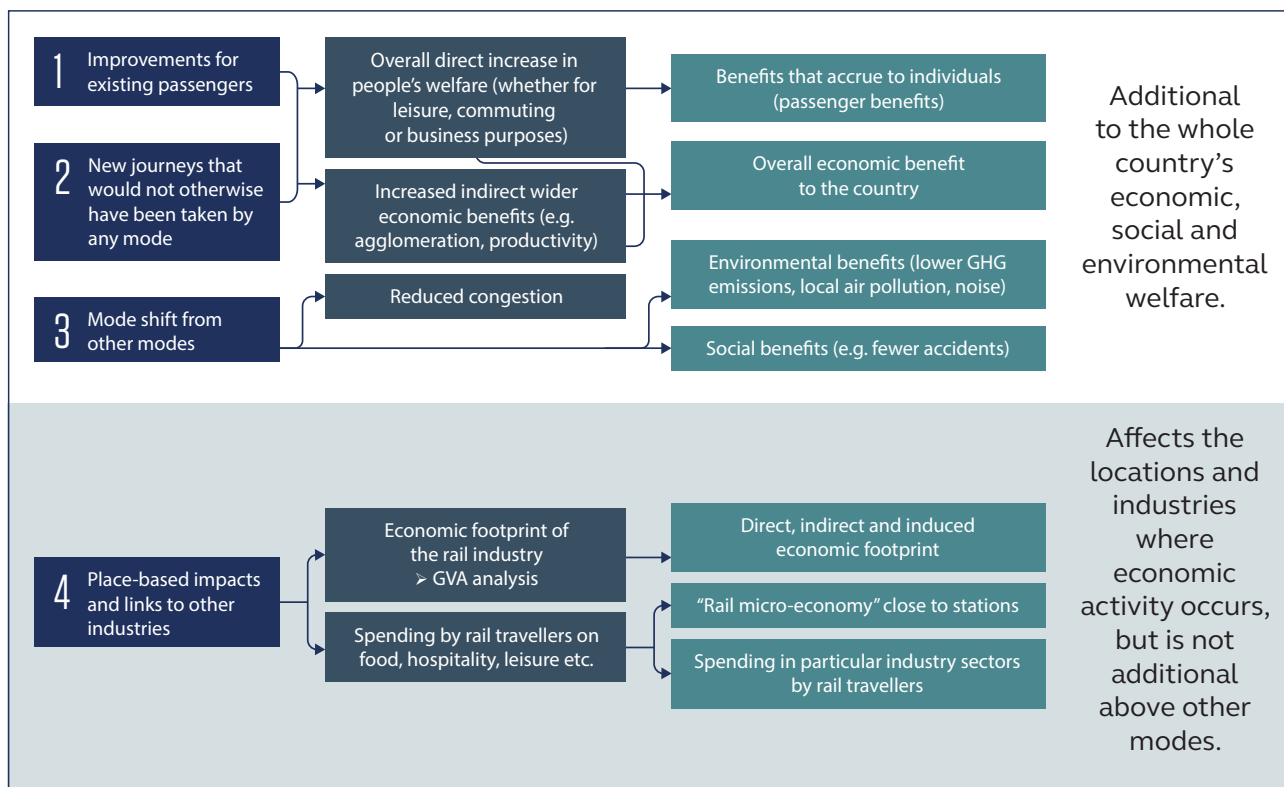 1
Improvements for
existing passengers
Overall direct increase in
people's welfare (whether for
leisure, commuting
or business purposes)
Benefits that accrue to individuals
(passenger benefits)
2
New journeys that
would not otherwise
have been taken by
any mode
Increased indirect wider
economic benefits (e.g.
agglomeration, productivity)
Overall economic benefit
to the country
3
Mode shift from
other modes
Reduced congestion
Environmental benefits (lower GHG
emissions, local air pollution, noise)
Social benefits (e.g. fewer accidents)
Additional
to the whole
country's
economic,
social and
environmental
welfare.
4
Place-based impacts
and links to other
industries
Economic footprint of
the rail industry
➢ GVA analysis
Spending by rail travellers on
food, hospitality, leisure etc.
Direct, indirect and induced
economic footprint
“Rail micro-economy” close to stations
Spending in particular industry sectors
by rail travellers
Affects the
locations and
industries
where
economic
activity occurs,
but is not
additional
above other
modes.